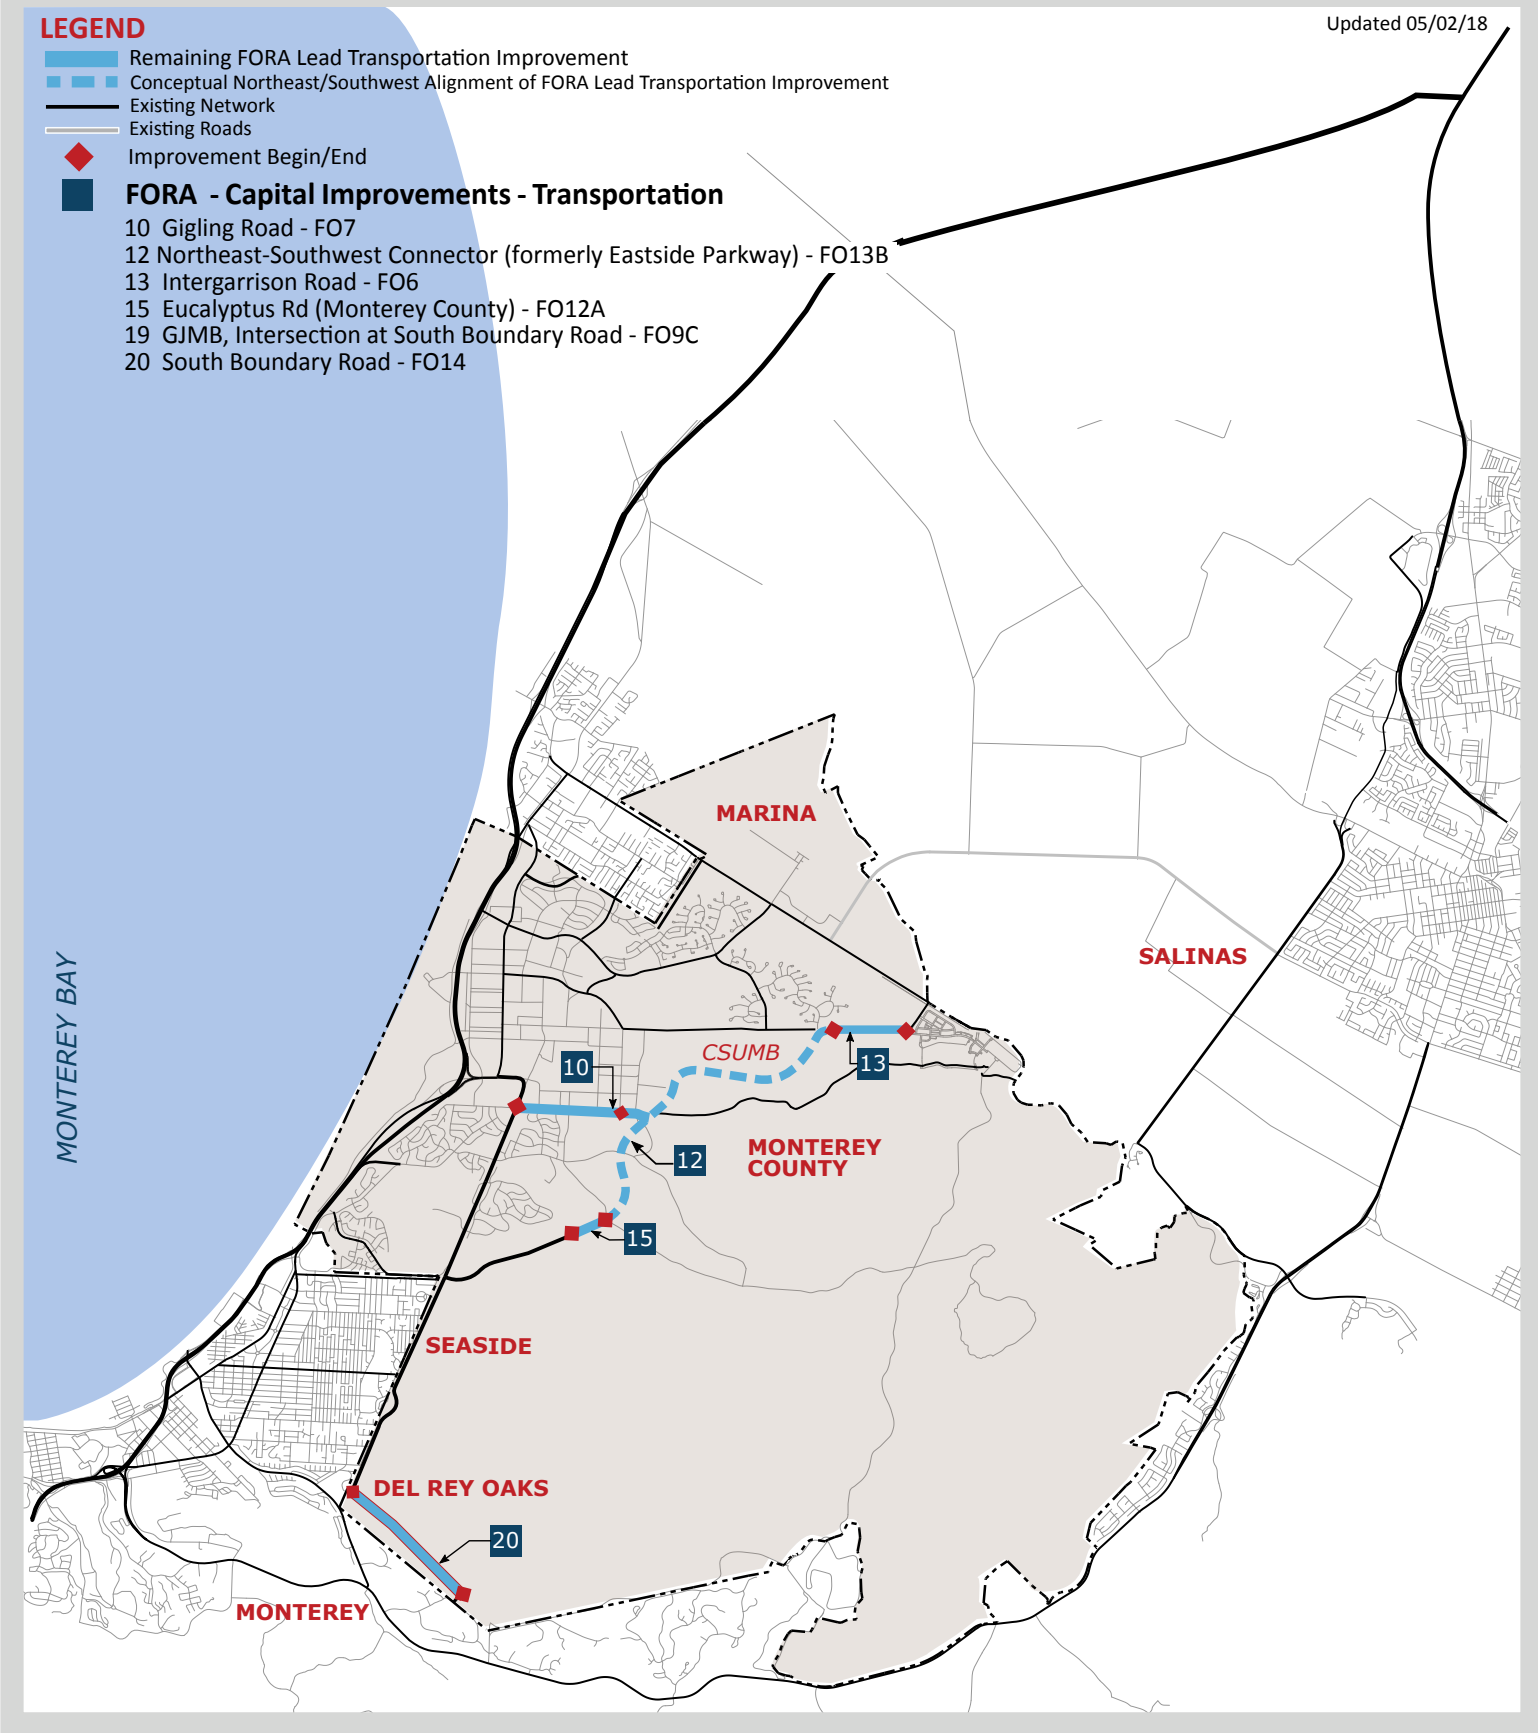 LEGEND
Updated 05/02/18
Remaining FORA Lead Transportation Improvement
Conceptual Northeast/Southwest Alignment of FORA Lead Transportation Improvement
Existing Network
Existing Roads
Improvement Begin/End
FORA - Capital Improvements - Transportation
10 Gigling Road - FO7
12 Northeast-Southwest Connector (formerly Eastside Parkway) - FO13B
13 Intergarrison Road - FO6
15 Eucalyptus Rd (Monterey County) - FO12A
19 GJMB, Intersection at South Boundary Road - FO9C
20 South Boundary Road - FO14
MARINA
SALINAS
MONTEREY BAY
CSUMB
13
10
12
MONTEREY
COUNTY
15
SEASIDE
DEL REY OAKS
20
MONTEREY